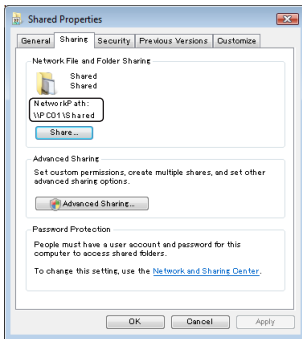 Shared Properties
General Sharing Security Previous Versions Customize
Network File and Folder Sharing
Shared
Shared
NetworkPath:
\\PC01\Shared
Share...
Advanced Sharing
Set custom permissions, create multiple shares, and set other
advanced sharing options.
Advanced Sharing...
Password Protection
People must have a user account and password for this
computer to access shared folders.
To change this setting, use the Network and Sharing Center.
OK Cancel Apply